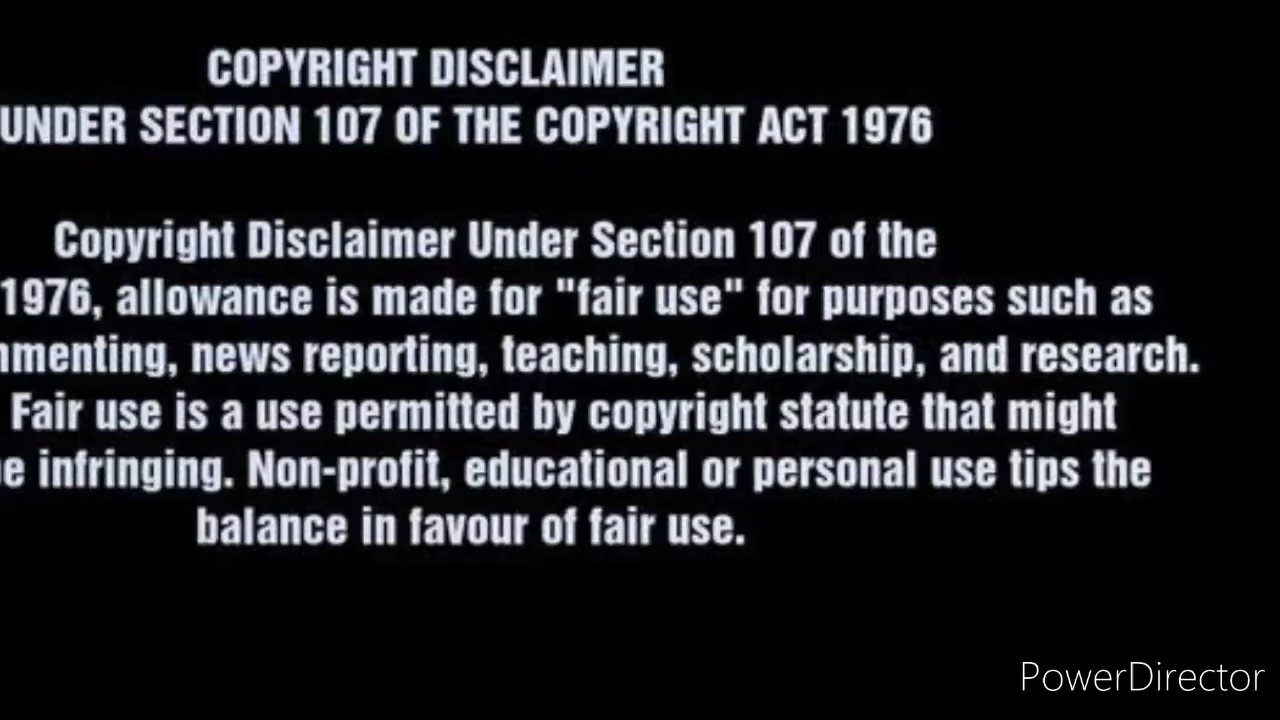 COPYRIGHT DISCLAIMER
UNDER SECTION 107 OF THE COPYRIGHT ACT 1976
Copyright Disclaimer Under Section 107 of the
1976, allowance is made for "fair use" for purposes such as
news reporting, teaching, scholarship, and research.
Fair use is a use permitted by copyright statute that might
infringing. Non-profit, educational or personal use tips the
balance in favour of fair use.
PowerDirector